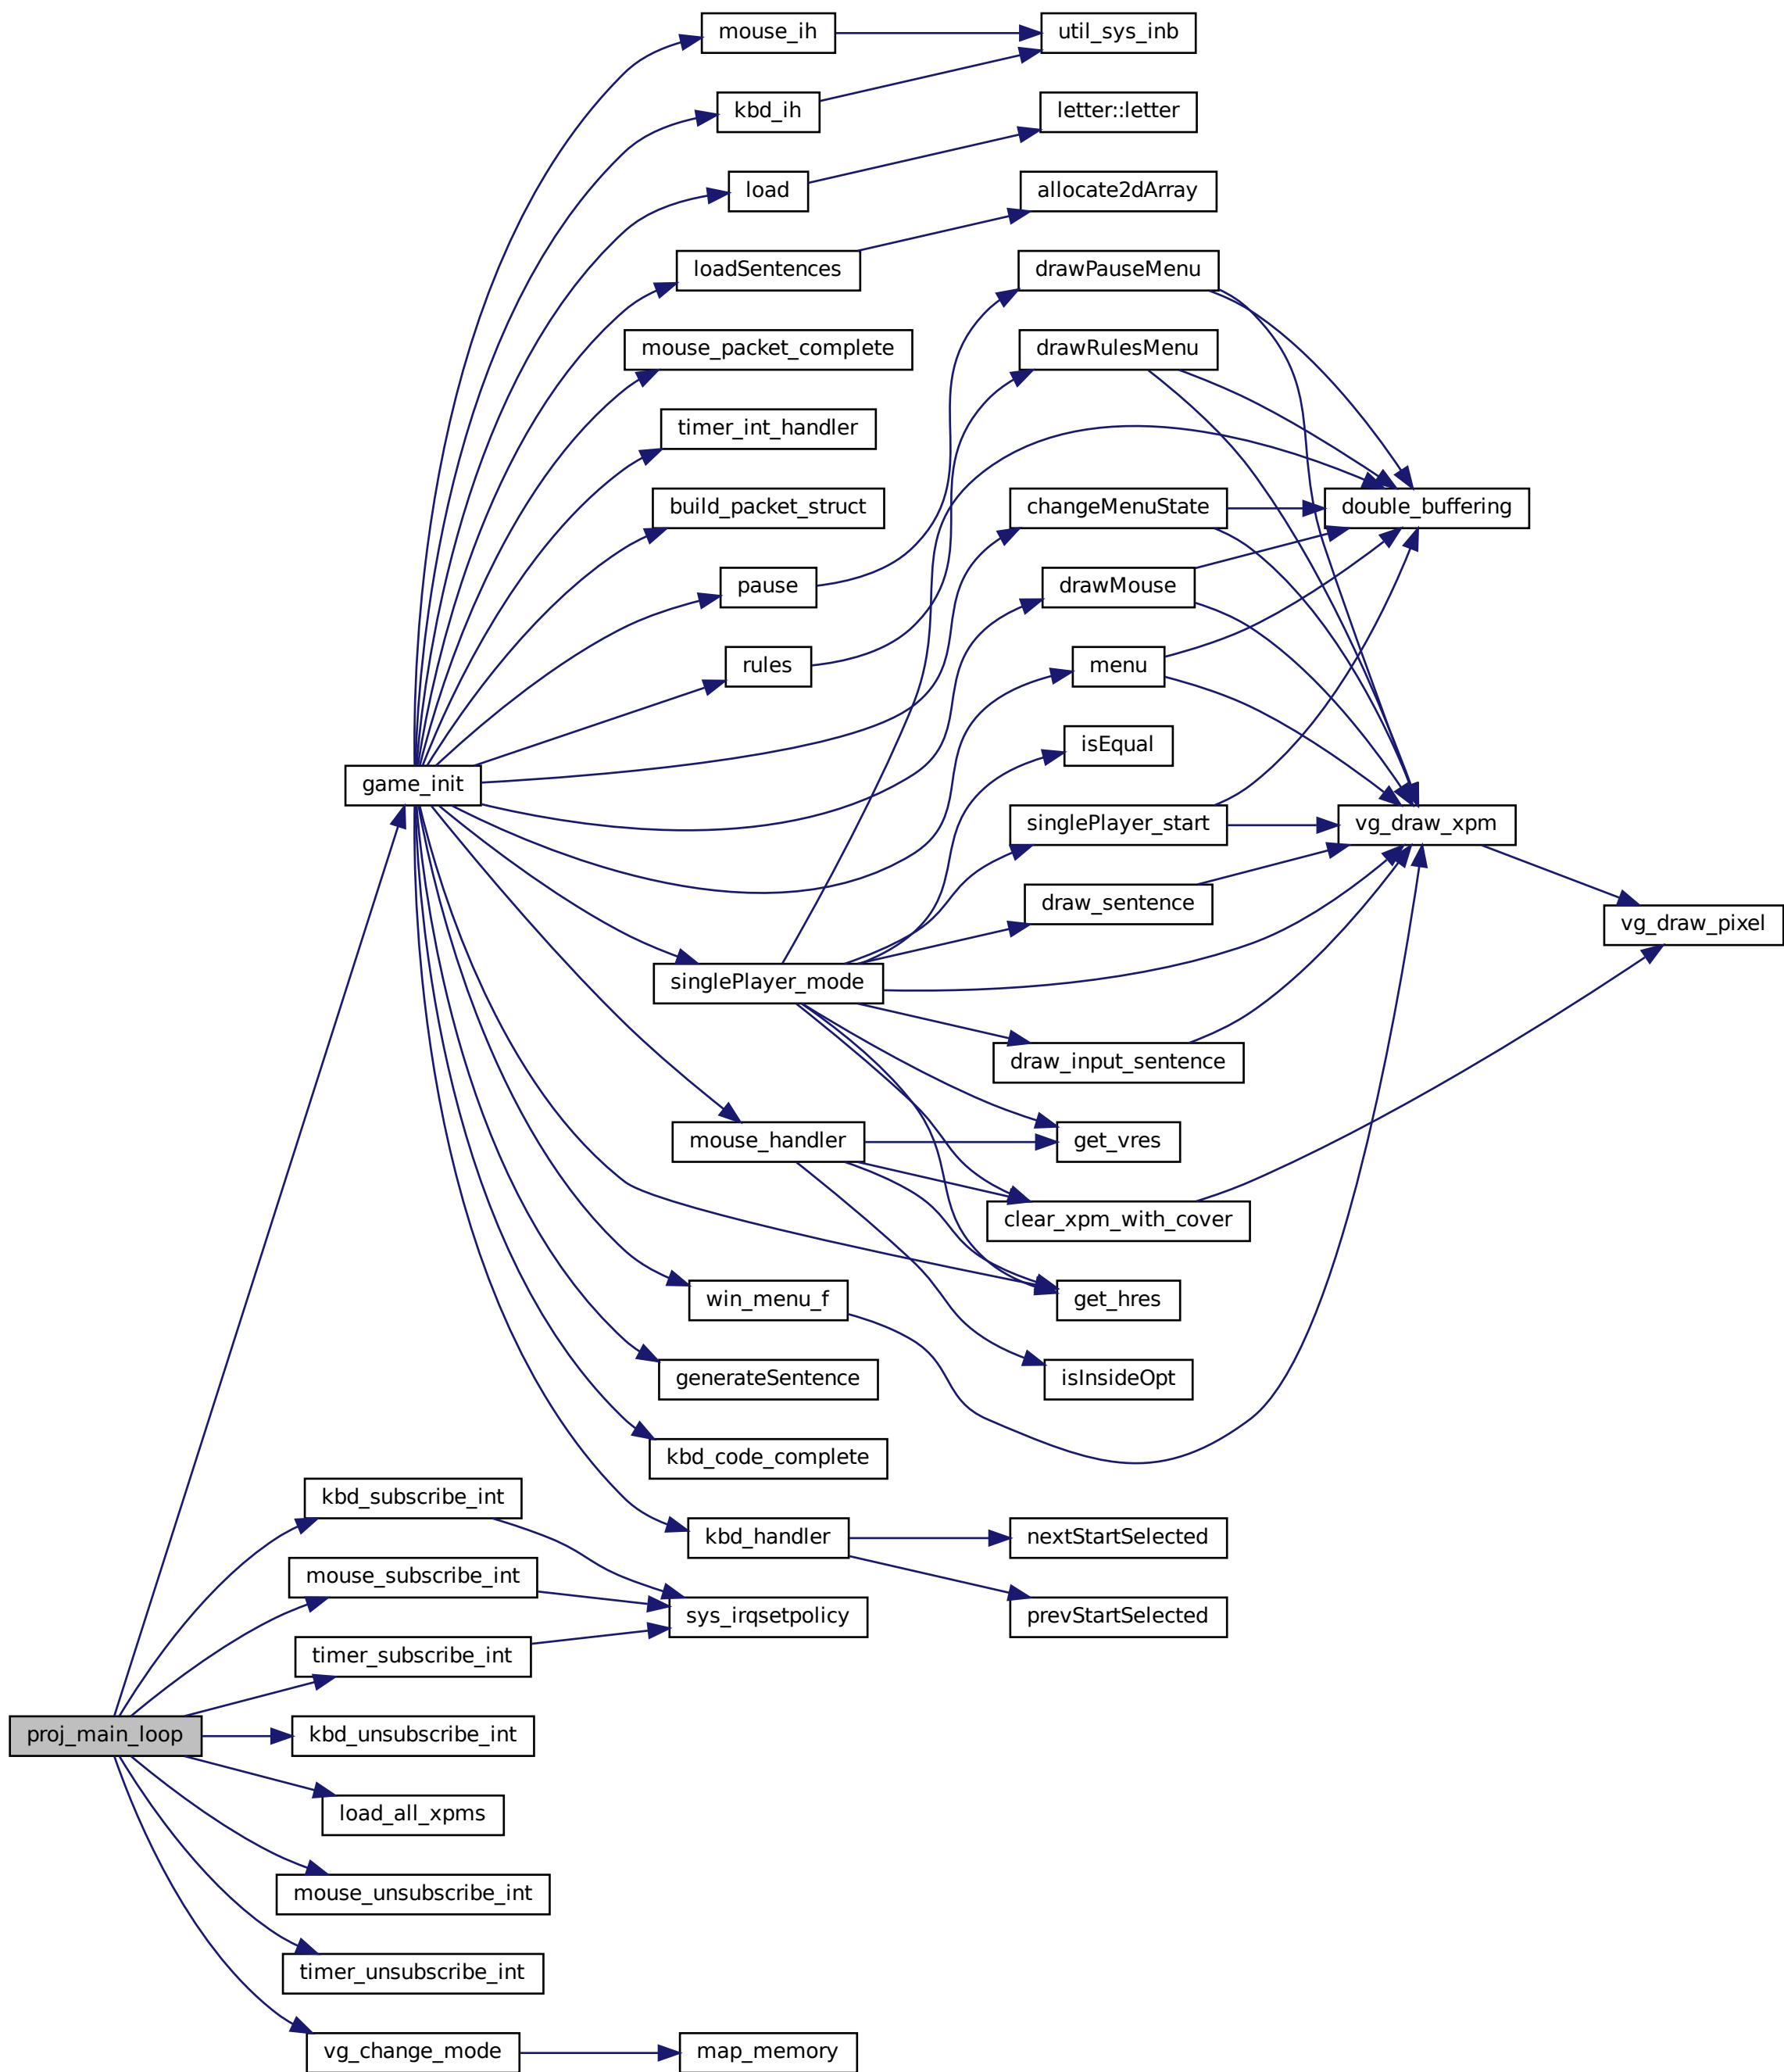 mouse_ih
util_sys_inb
kbd_ih
letter::letter
load
allocate2dArray
loadSentences
drawPauseMenu
mouse_packet_complete
drawRulesMenu
timer_int_handler
build_packet_struct
changeMenuState
double_buffering
pause
drawMouse
rules
menu
isEqual
game_init
singlePlayer_start
vg_draw_xpm
draw_sentence
vg_draw_pixel
singlePlayer_mode
draw_input_sentence
mouse_handler
get_vres
clear_xpm_with_cover
win_menu_f
get_hres
generateSentence
isInsideOpt
kbd_code_complete
kbd_subscribe_int
kbd_handler
nextStartSelected
mouse_subscribe_int
sys_irqsetpolicy
prevStartSelected
timer_subscribe_int
proj_main_loop
kbd_unsubscribe_int
load_all_xpms
mouse_unsubscribe_int
timer_unsubscribe_int
vg_change_mode
map_memory